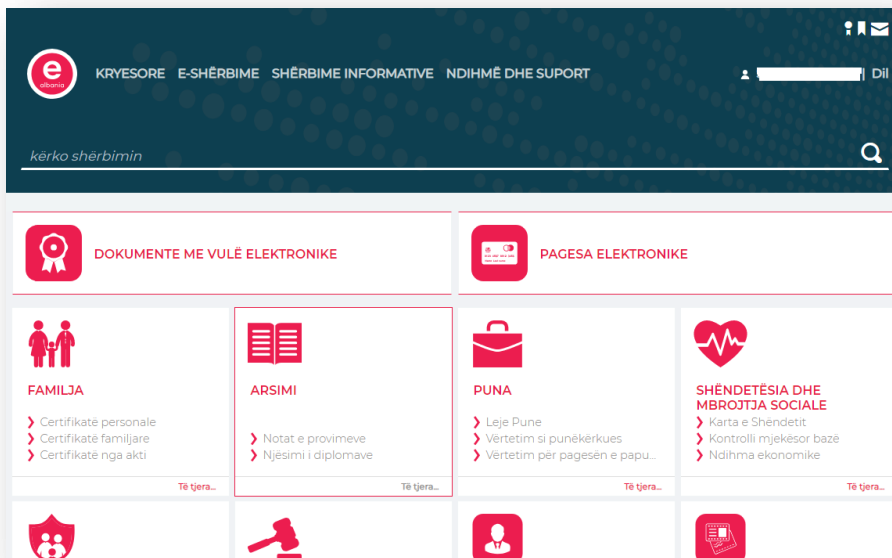 e
albania
KRYESORE E-SHËRBIME SHËRBIME INFORMATIVE NDIHMË DHE SUPORT
| Dil
kërko shërbimin
DOKUMENTE ME VULË ELEKTRONIKE
PAGESA ELEKTRONIKE
FAMILJA
❯ Certifikatë personale
❯ Certifikatë familjare
❯ Certifikatë nga akti
Të tjera...
ARSIMI
❯ Notat e provimeve
❯ Njësimi i diplomave
Të tjera...
PUNA
❯ Leje Pune
❯ Vërtetim si punëkërkues
❯ Vërtetim për pagesën e papu...
Të tjera...
SHËNDETËSIA DHE
MBROJTJA SOCIALE
❯ Karta e Shëndetit
❯ Kontrolli mjekësor bazë
❯ Ndihma ekonomike
Të tjera...